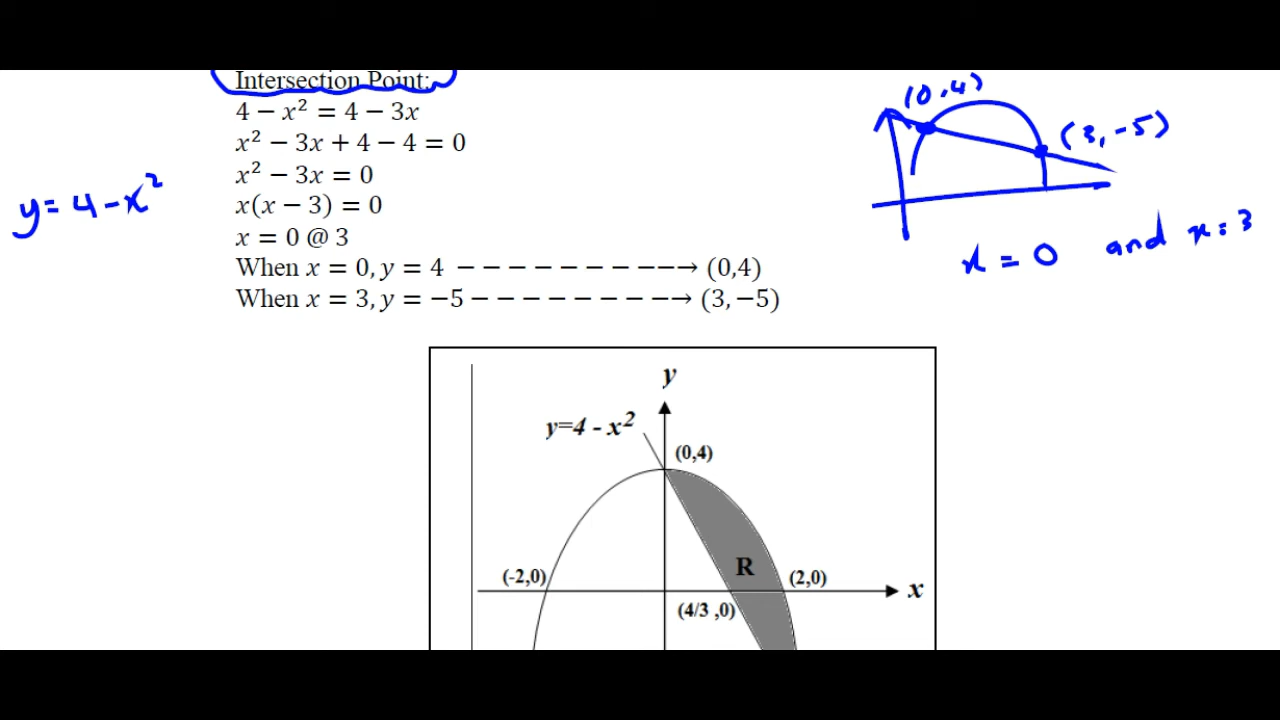 Intersection Point:
4 − x² = 4 − 3x
x² − 3x + 4 − 4 = 0
x² − 3x = 0
x(x − 3) = 0
x = 0 @ 3
When x = 0, y = 4 − − − − − − − − − −→ (0,4)
When x = 3, y = −5 − − − − − − − − −→ (3, −5)
y = 4 - x²
(0,4)
(3, -5)
x = 0 and x = 3
y
y=4 - x²
(0,4)
R
(-2,0)
(2,0)
x
(4/3 ,0)